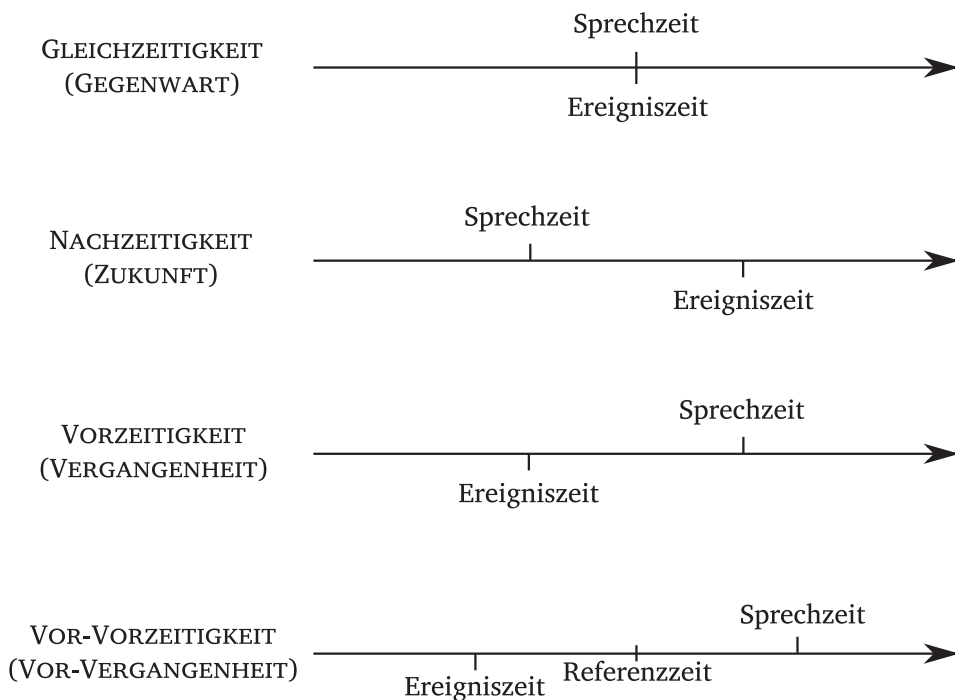 Sprechzeit
GLEICHZEITIGKEIT
(GEGENWART)
Ereigniszeit
Sprechzeit
NACHZEITIGKEIT
(ZUKUNFT)
Ereigniszeit
Sprechzeit
VORZEITIGKEIT
(VERGANGENHEIT)
Ereigniszeit
Sprechzeit
VOR-VORZEITIGKEIT
(VOR-VERGANGENHEIT)
Ereigniszeit
Referenzzeit